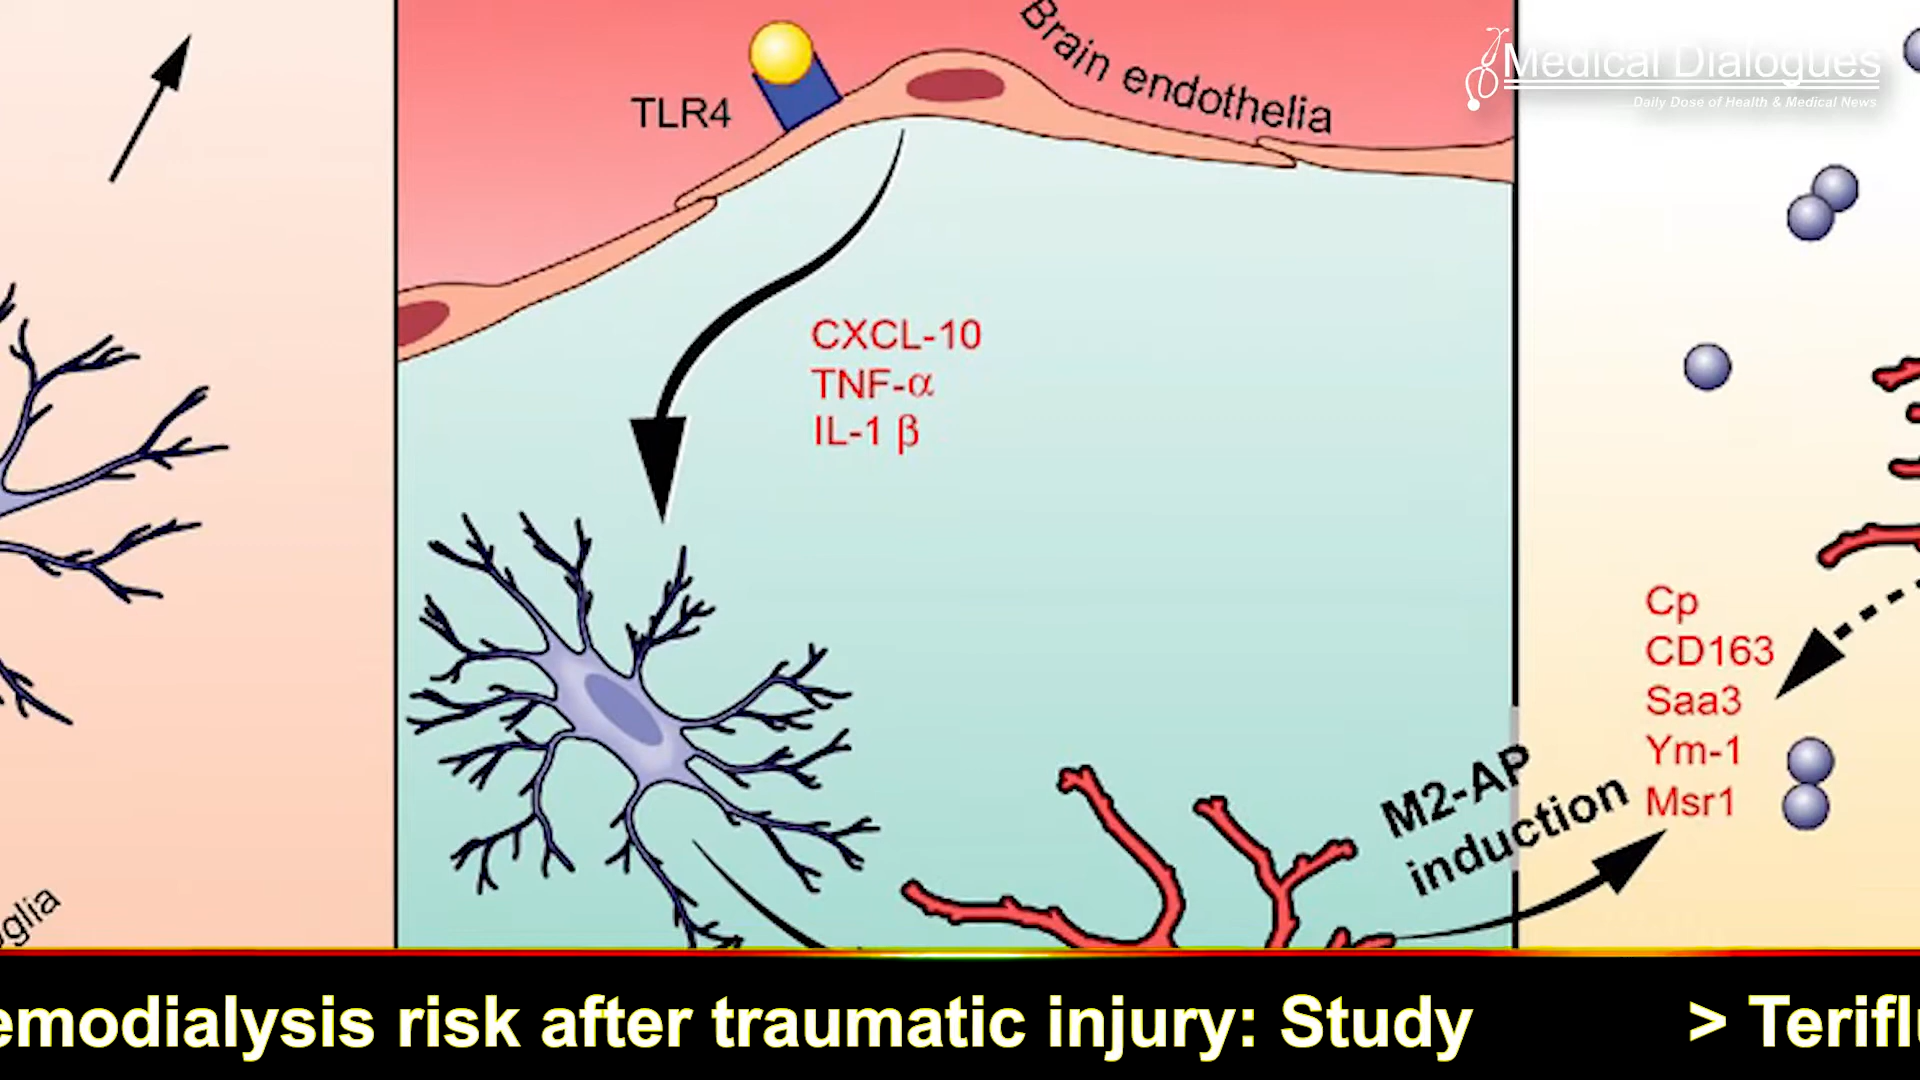 Medical Dialogues
Daily Dose of Health & Medical News
Brain endothelia
TLR4
CXCL-10
TNF-α
IL-1 β
Cp
CD163
Saa3
Ym-1
Msr1
M2-AP
induction
oglia
emodialysis risk after traumatic injury: Study > Teriflu